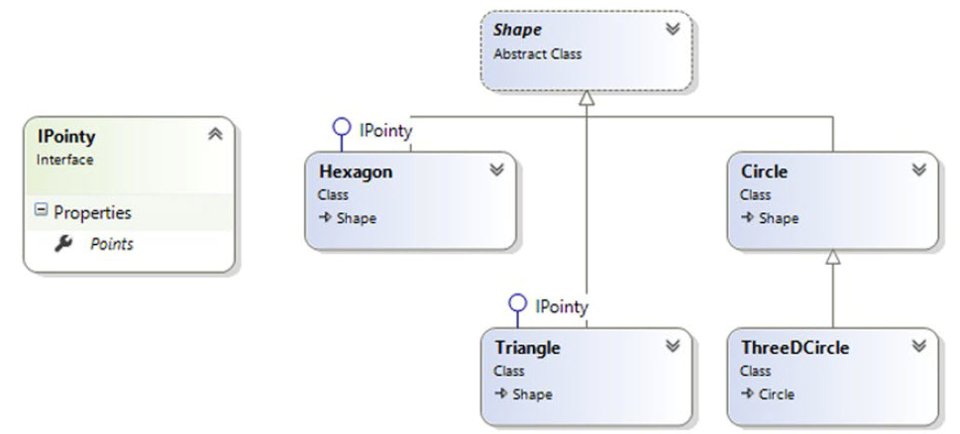 Shape
Abstract Class
IPointy
Interface
Properties
Points
IPointy
Hexagon
Class
Shape
Circle
Class
Shape
IPointy
Triangle
Class
Shape
ThreeDCircle
Class
Circle